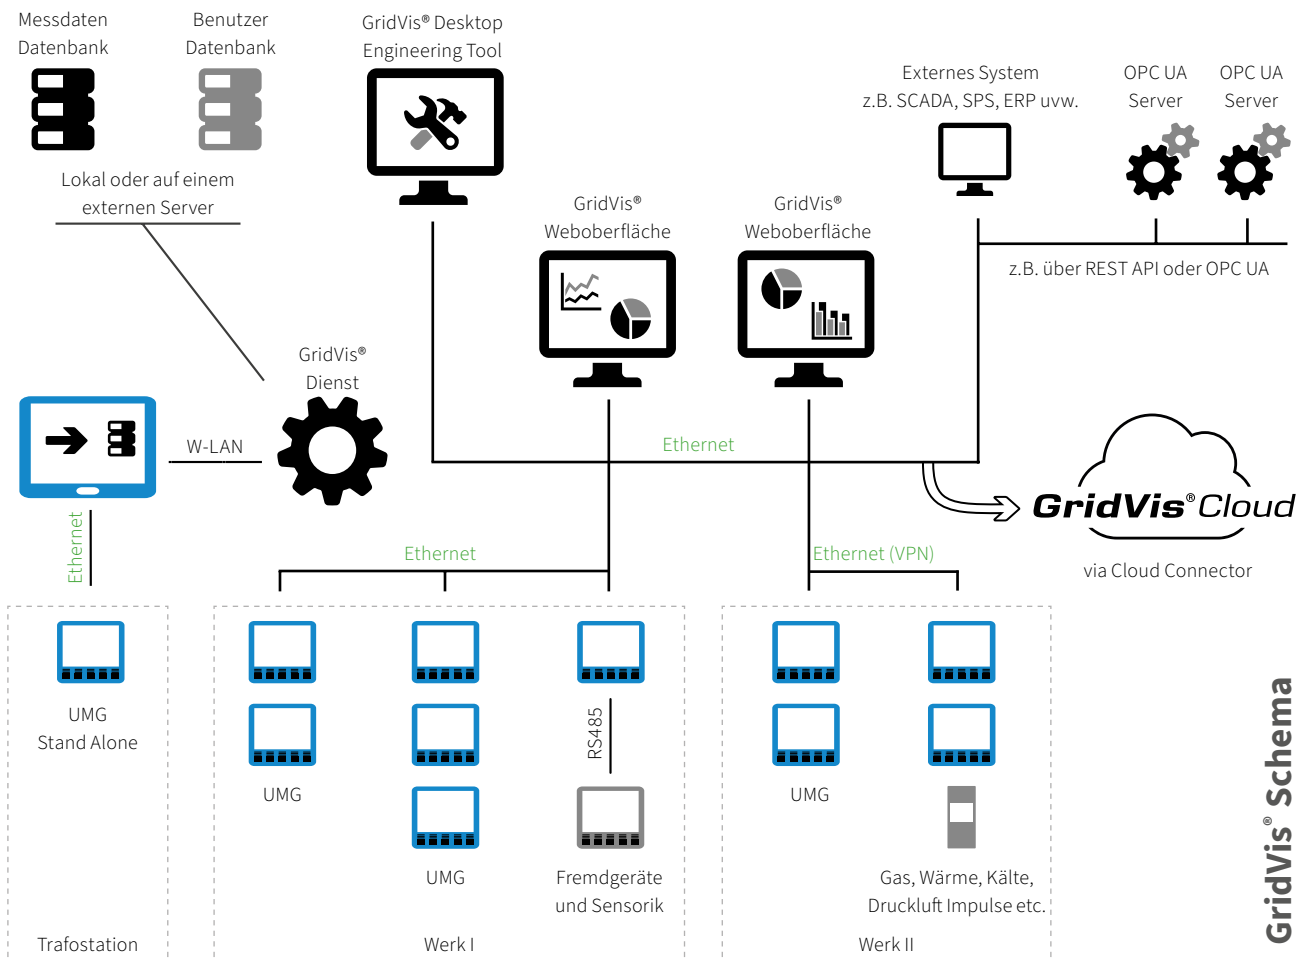 Messdaten
Datenbank
Benutzer
Datenbank
GridVis® Desktop
Engineering Tool
Externes System
z.B. SCADA, SPS, ERP uvw.
OPC UA
Server
OPC UA
Server
Lokal oder auf einem
externen Server
GridVis®
Weboberfläche
GridVis®
Weboberfläche
z.B. über REST API oder OPC UA
GridVis®
Dienst
W-LAN
Ethernet
GridVis® Cloud
via Cloud Connector
Ethernet
Ethernet
Ethernet (VPN)
UMG
Stand Alone
RS485
UMG
UMG
UMG
Fremdgeräte
und Sensorik
Gas, Wärme, Kälte,
Druckluft Impulse etc.
Trafostation
Werk I
Werk II
GridVis® Schema